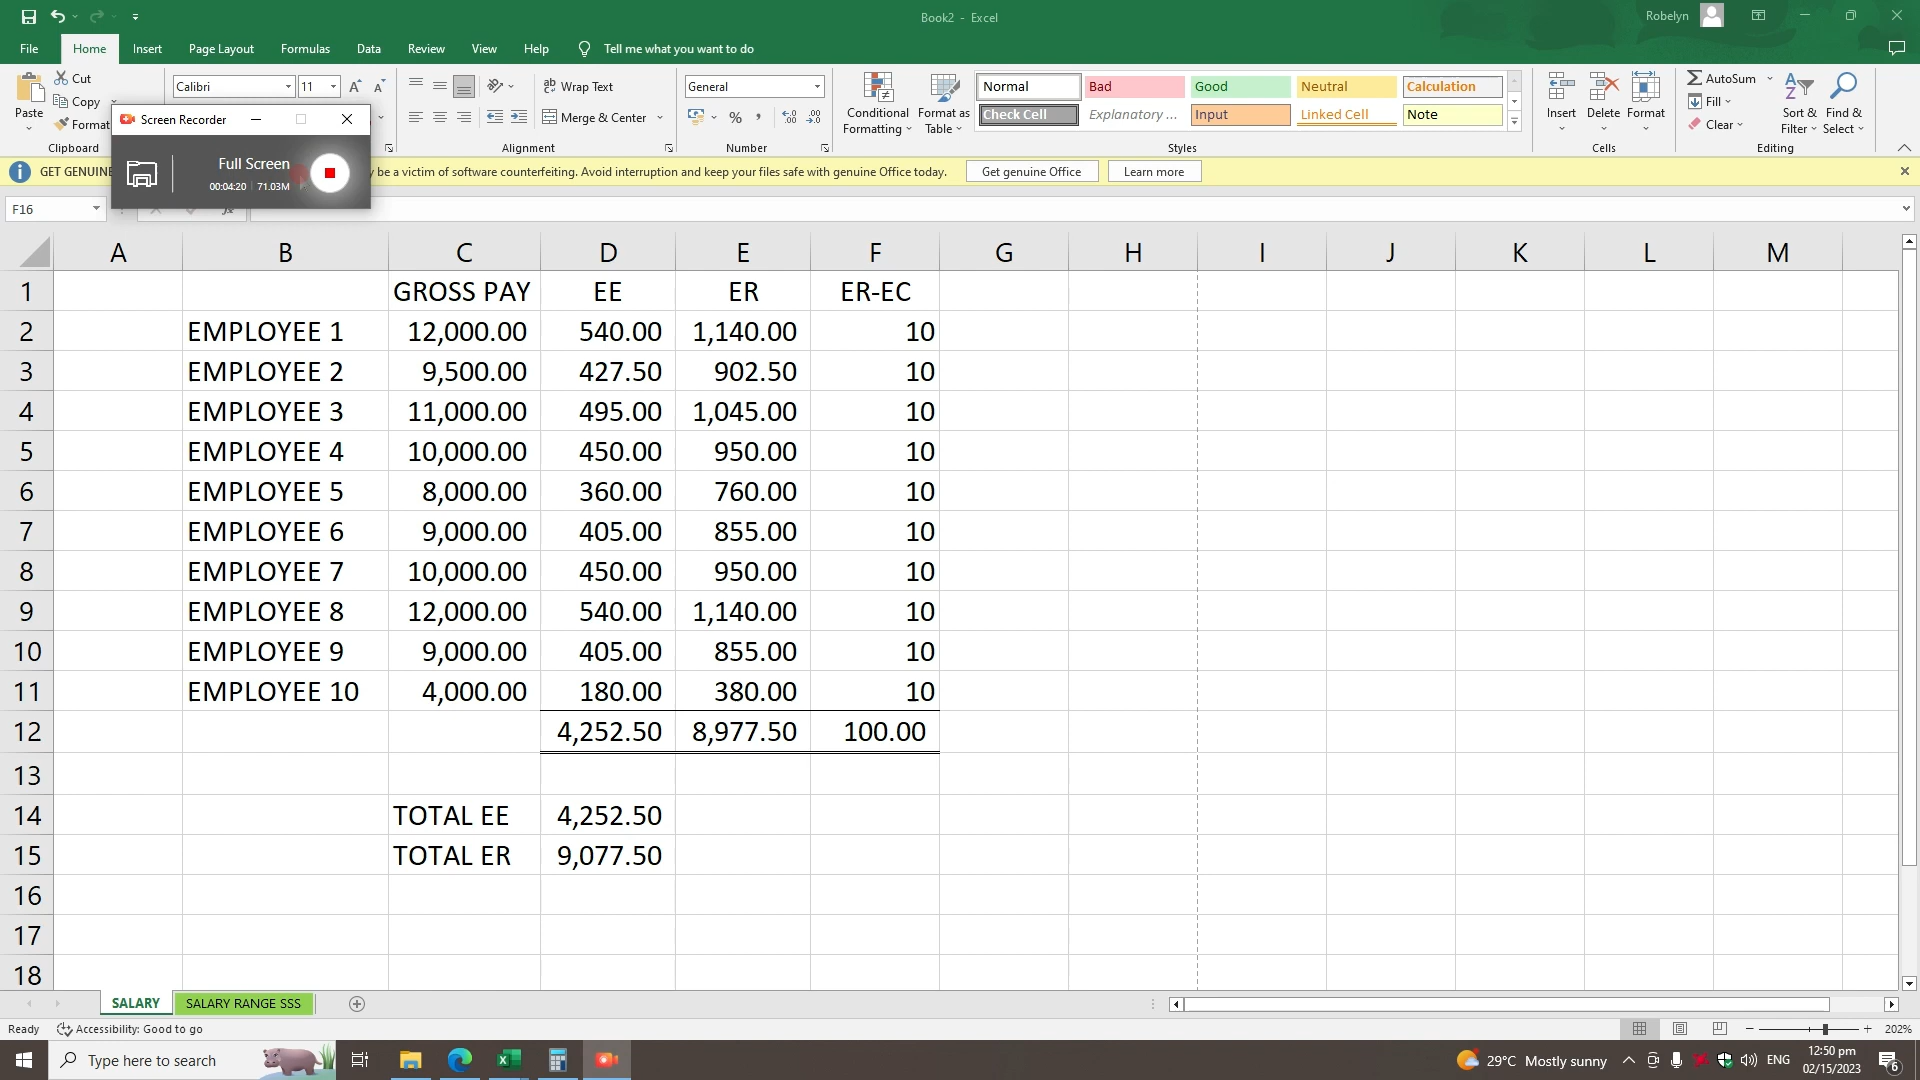 Book2 - Excel
Robelyn
File Home Insert Page Layout Formulas Data Review View Help Tell me what you want to do
Paste
Cut
Copy
Format
Clipboard
Calibri 11
Wrap Text
Merge & Center
Alignment
General
Number
Conditional Formatting
Format as Table
Normal Bad Good Neutral Calculation
Check Cell Explanatory ... Input Linked Cell Note
Styles
Insert Delete Format
Cells
AutoSum
Fill
Clear
Sort & Filter
Find & Select
Editing
Screen Recorder
Full Screen
00:04:20 71.03M
GET GENUINE
be a victim of software counterfeiting. Avoid interruption and keep your files safe with genuine Office today. Get genuine Office Learn more
F16
A B C D E F G H I J K L M
1 GROSS PAY EE ER ER-EC
2 EMPLOYEE 1 12,000.00 540.00 1,140.00 10
3 EMPLOYEE 2 9,500.00 427.50 902.50 10
4 EMPLOYEE 3 11,000.00 495.00 1,045.00 10
5 EMPLOYEE 4 10,000.00 450.00 950.00 10
6 EMPLOYEE 5 8,000.00 360.00 760.00 10
7 EMPLOYEE 6 9,000.00 405.00 855.00 10
8 EMPLOYEE 7 10,000.00 450.00 950.00 10
9 EMPLOYEE 8 12,000.00 540.00 1,140.00 10
10 EMPLOYEE 9 9,000.00 405.00 855.00 10
11 EMPLOYEE 10 4,000.00 180.00 380.00 10
12 4,252.50 8,977.50 100.00
13
14 TOTAL EE 4,252.50
15 TOTAL ER 9,077.50
16
17
18
SALARY SALARY RANGE SSS
Ready Accessibility: Good to go 202%
Type here to search
29°C Mostly sunny ENG
12:50 pm
02/15/2023
6